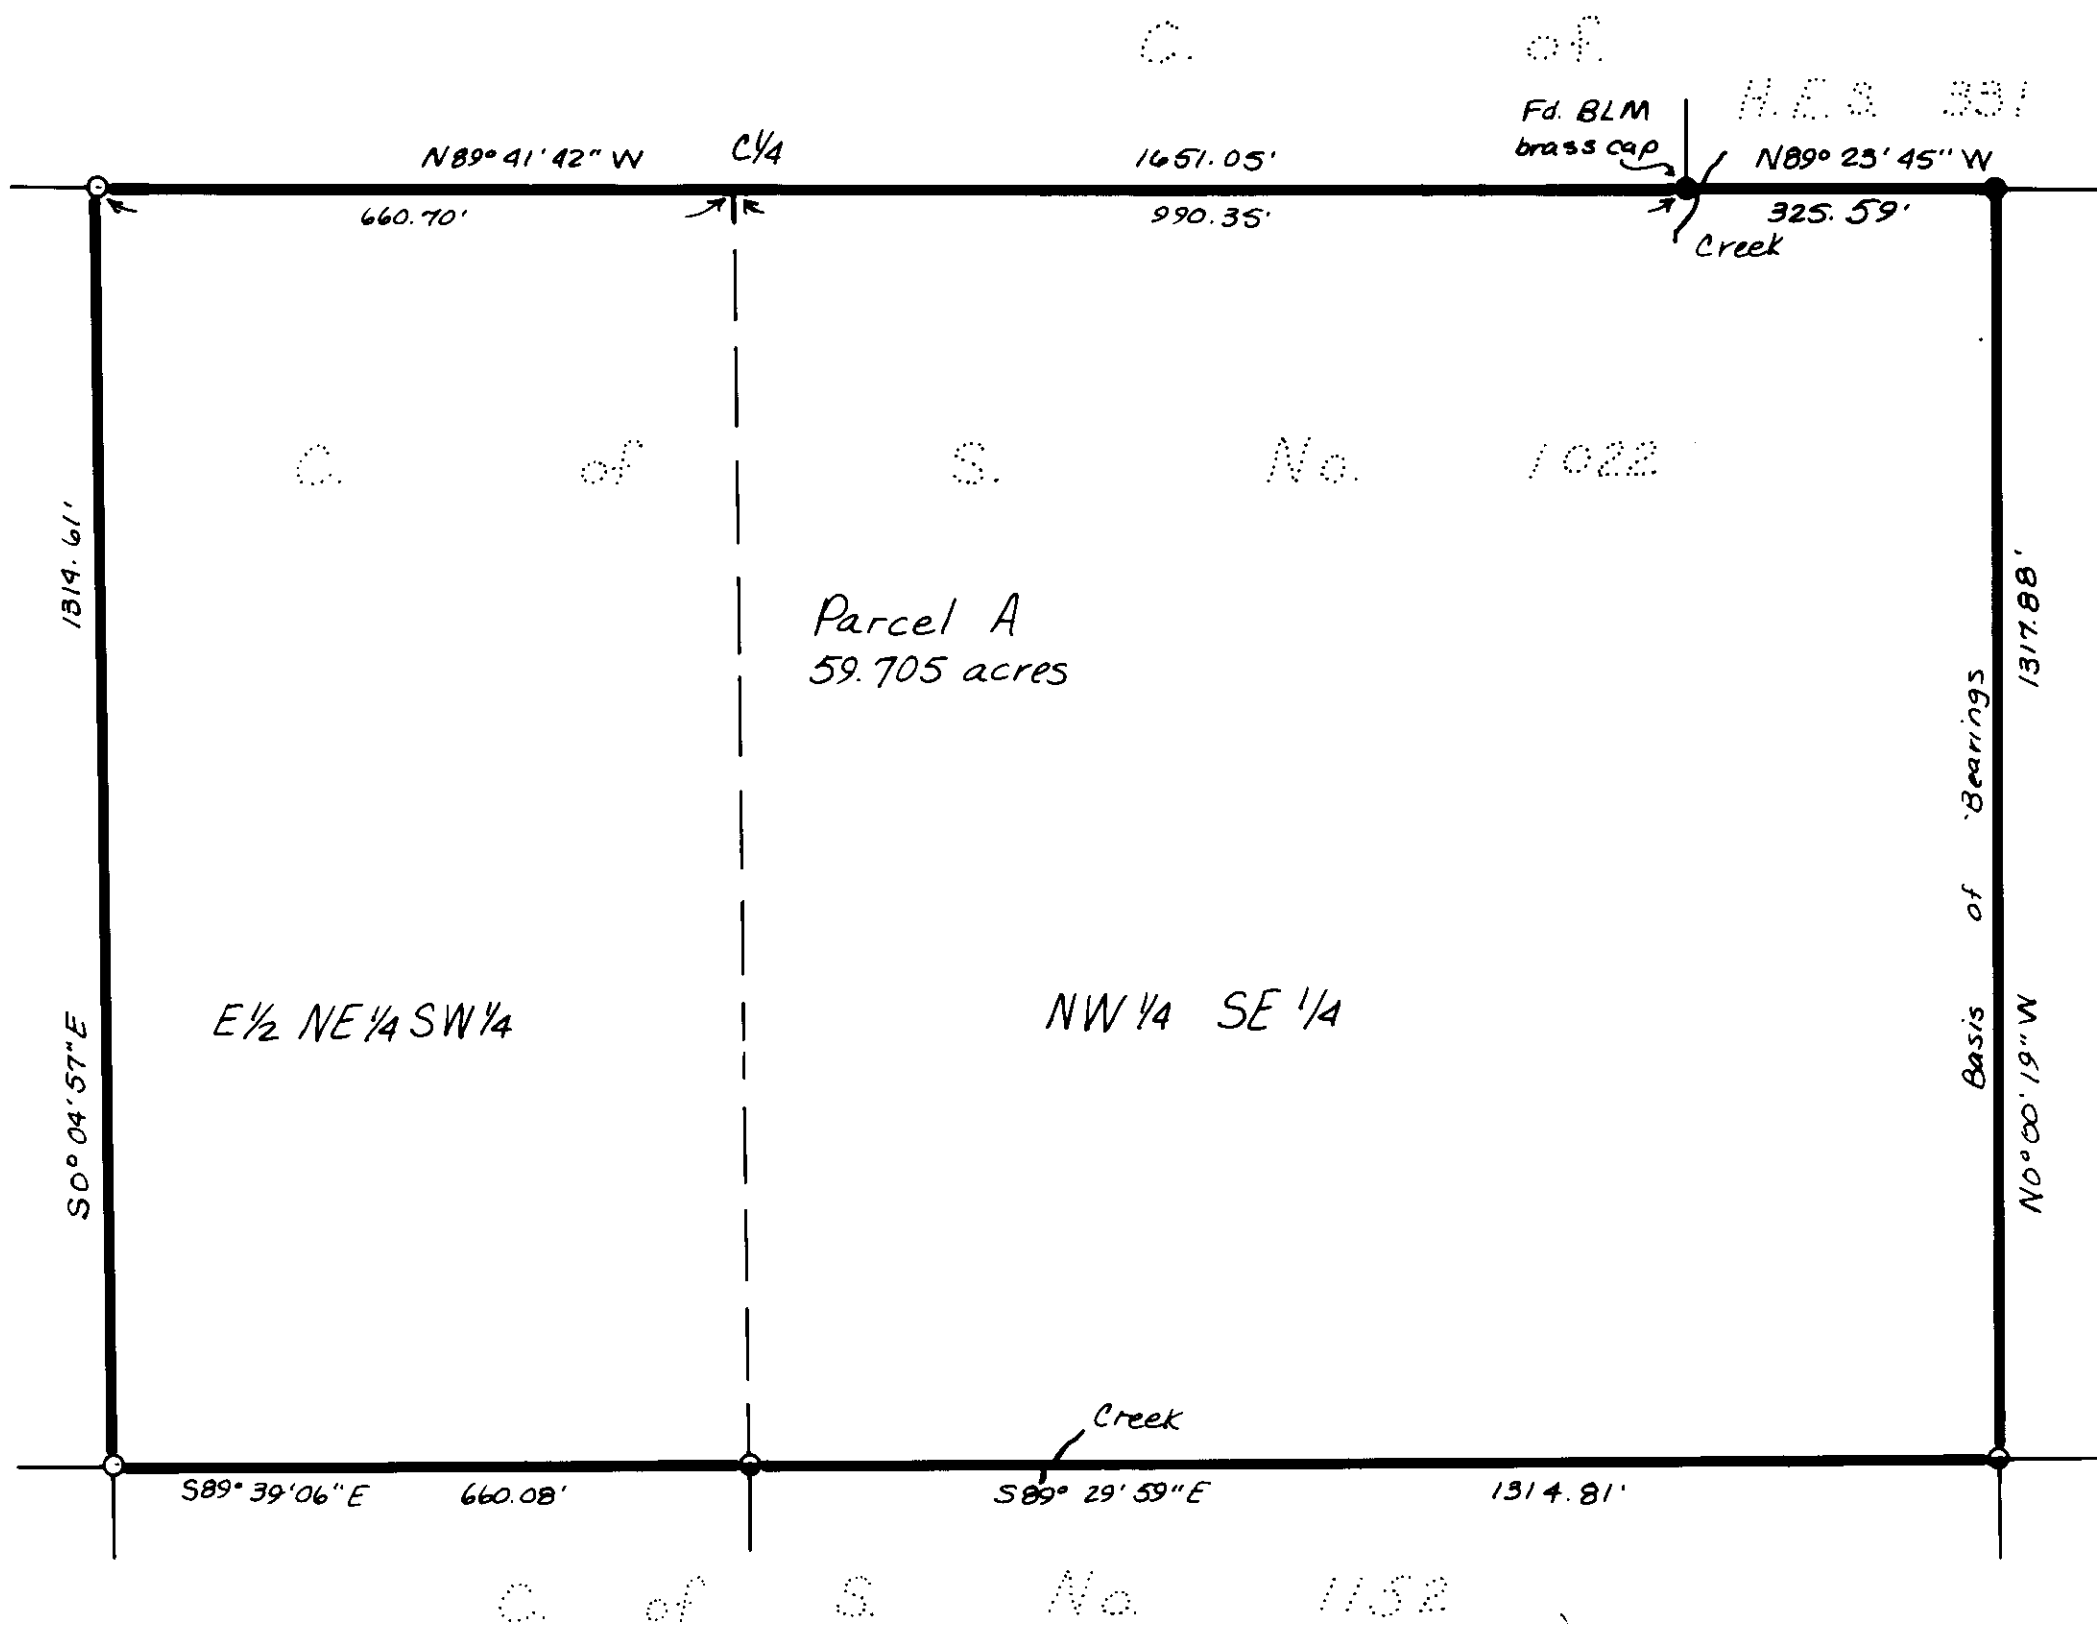 C. of.
H.E.S 331
Fd. BLM
brass cap
N89° 41' 42" W
C¼
1651.05'
N89° 23' 45" W
660.70'
990.35'
325.59'
Creek
C. of S. No. 1022
1314.61'
S0° 04' 57" E
Parcel A
59.705 acres
E½ NE¼ SW¼
NW¼ SE¼
Basis of Bearings
1317.88'
N0° 00' 19" W
Creek
S89° 39' 06" E
660.08'
S89° 29' 59" E
1314.81'
C. of S. No. 1152